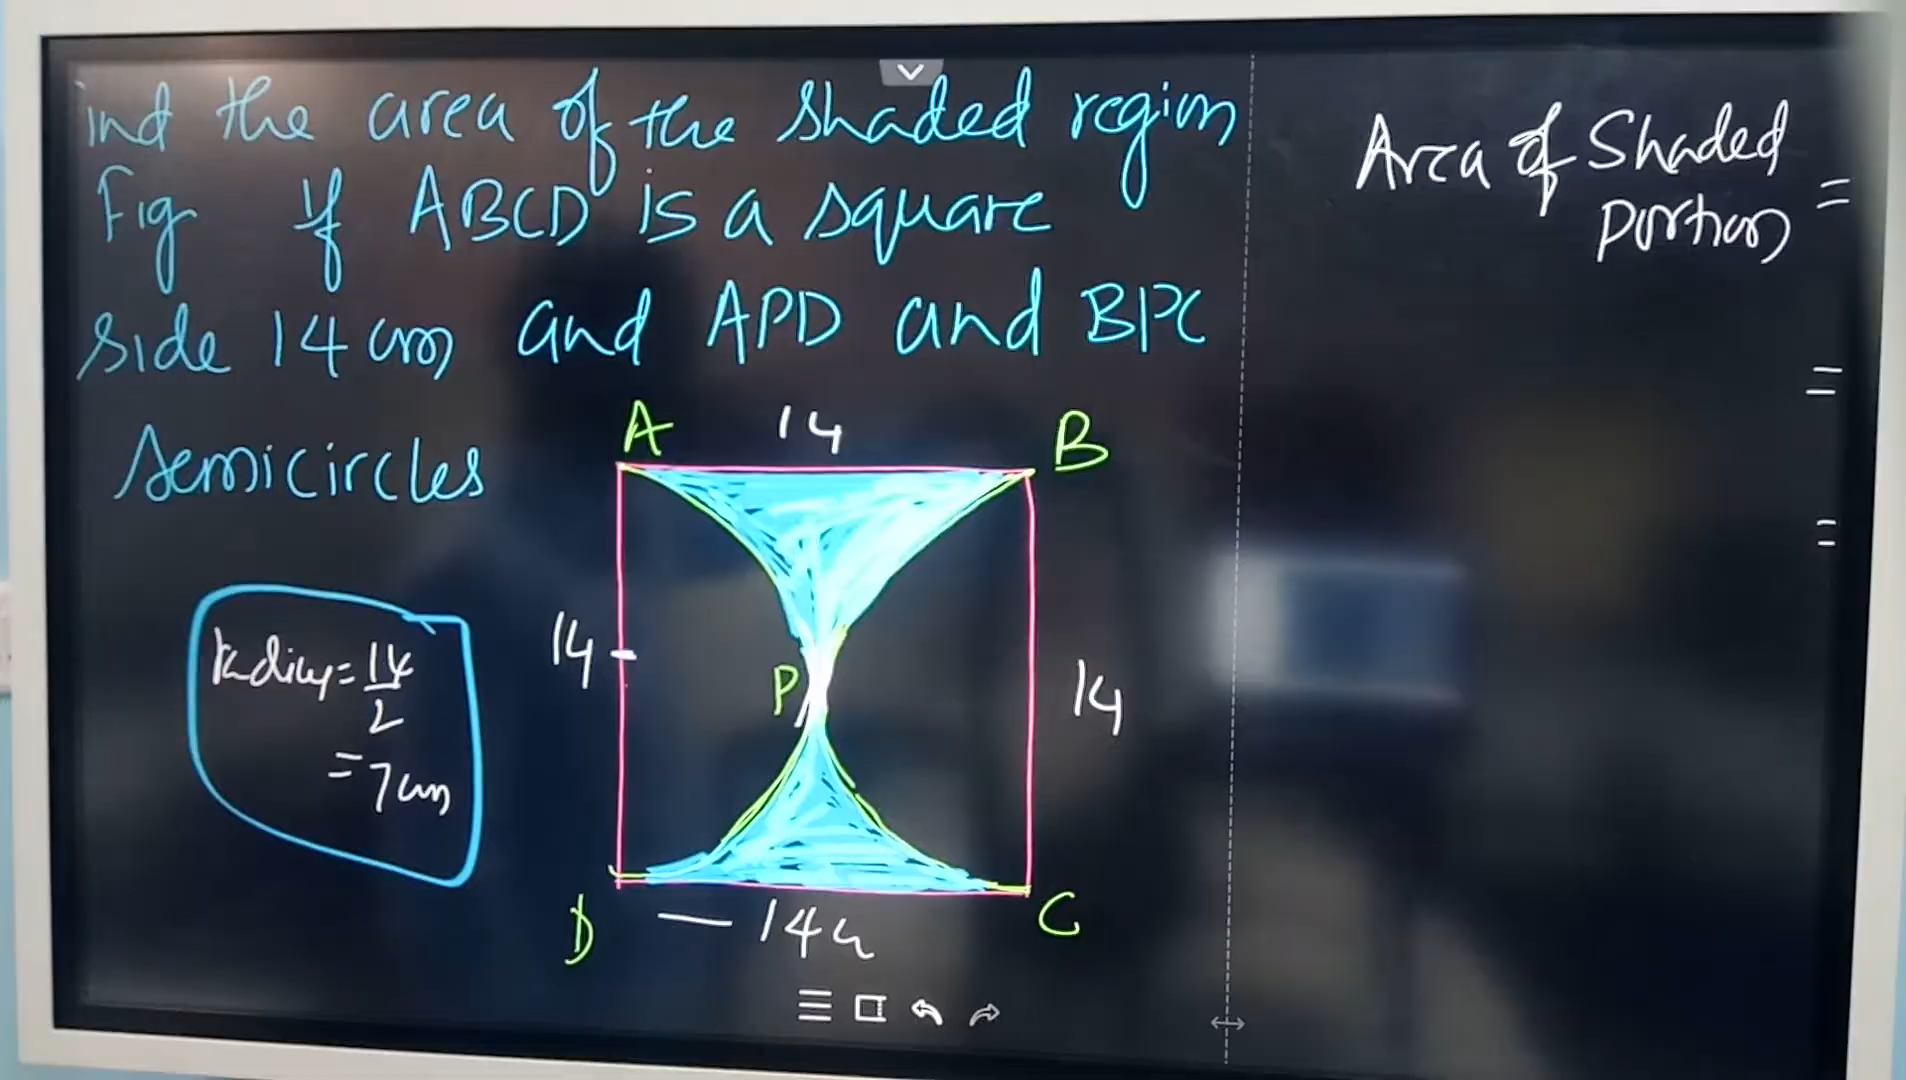 ind the area of the shaded region
Fig if ABCD is a square
side 14 cm and APD and BPC
semicircles
A 14 B
14
P
14
D — 14 C
Radius = 14/2
= 7cm
Area of Shaded
portion =
=
=